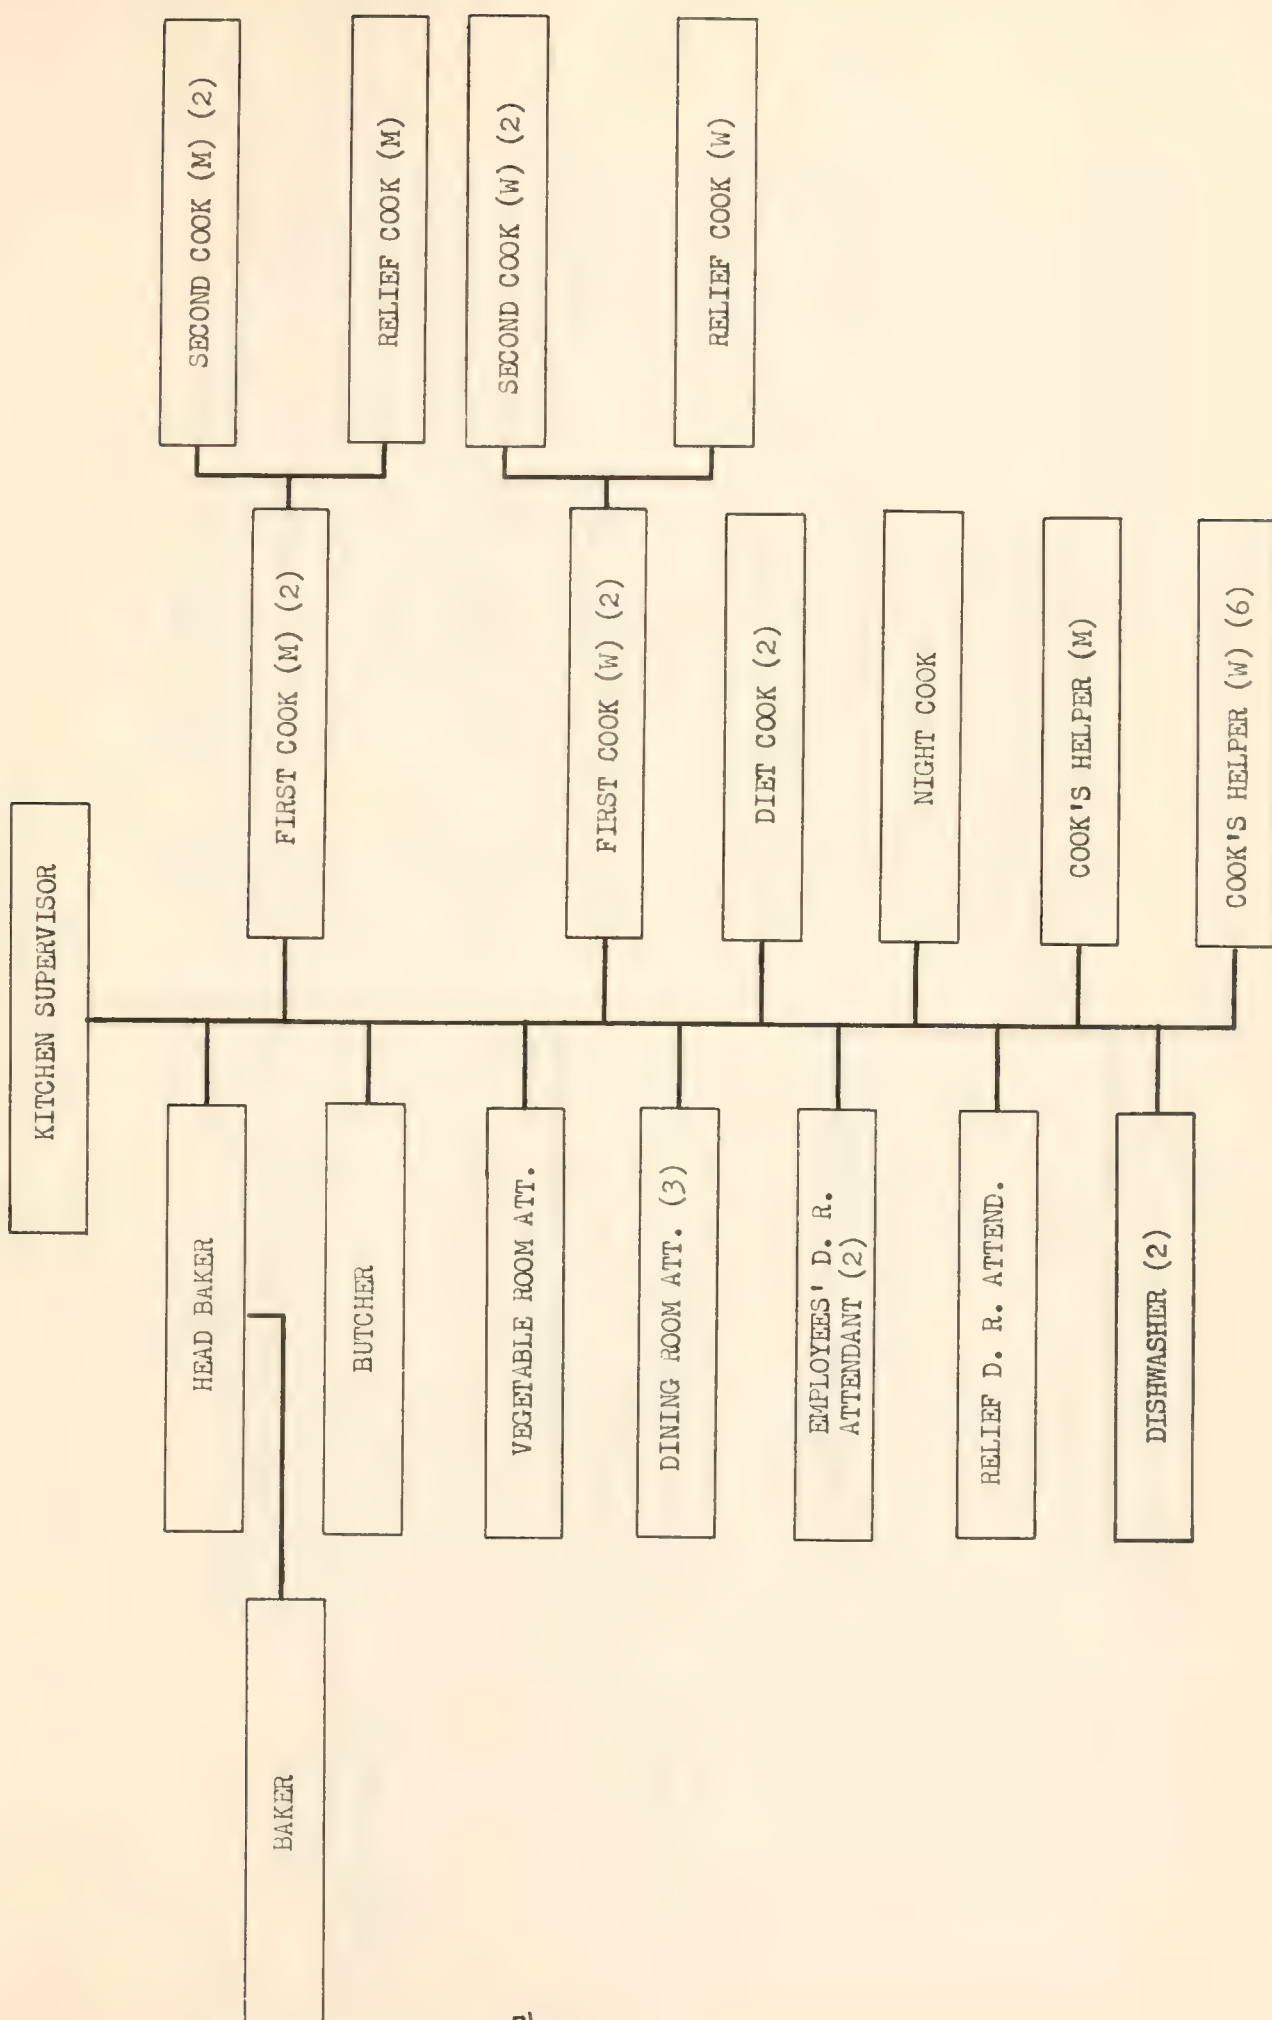 KITCHEN SUPERVISOR
HEAD BAKER
BAKER
BUTCHER
VEGETABLE ROOM ATT.
DINING ROOM ATT. (3)
EMPLOYEES' D. R.
ATTENDANT (2)
RELIEF D. R. ATTEND.
DISHWASHER (2)
FIRST COOK (M) (2)
SECOND COOK (M) (2)
RELIEF COOK (M)
FIRST COOK (W) (2)
SECOND COOK (W) (2)
RELIEF COOK (W)
DIET COOK (2)
NIGHT COOK
COOK'S HELPER (M)
COOK'S HELPER (W) (6)